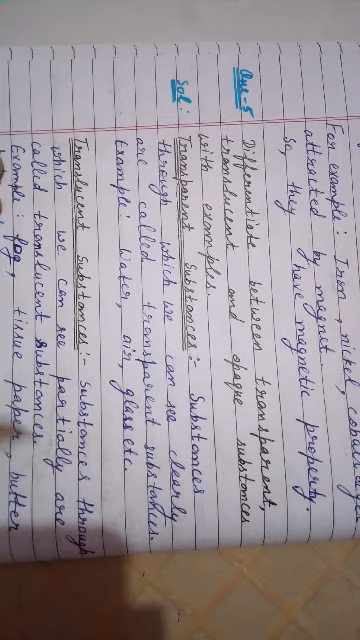 For example: Iron, nickel, cobalt,
attracted by magnet.
So, they have magnetic property.
Que-5 Differentiate between transparent,
translucent and opaque substances
with examples.
Sol: Transparent Substances:- Substances
through which we can see clearly
are called transparent substances.
Example: Water, air, glass etc.
Translucent Substances:- Substances through
which we can see partially are
called translucent substances.
Example: fog, tissue paper, butter